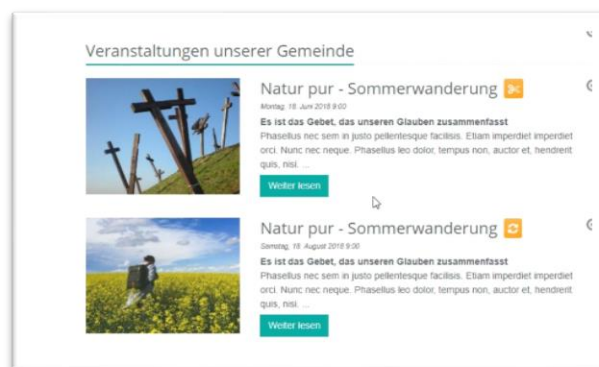 Veranstaltungen unserer Gemeinde
Natur pur - Sommerwanderung
Montag, 18. Juni 2018 9:00
Es ist das Gebet, das unseren Glauben zusammenfasst
Phasellus nec sem in justo pellentesque facilisis. Etiam imperdiet imperdiet
orci. Nunc nec neque. Phasellus leo dolor, tempus non, auctor et, hendrerit
quis, nisi. ...
Weiter lesen
Natur pur - Sommerwanderung
Samstag, 18. August 2018 9:00
Es ist das Gebet, das unseren Glauben zusammenfasst
Phasellus nec sem in justo pellentesque facilisis. Etiam imperdiet imperdiet
orci. Nunc nec neque. Phasellus leo dolor, tempus non, auctor et, hendrerit
quis, nisi. ...
Weiter lesen